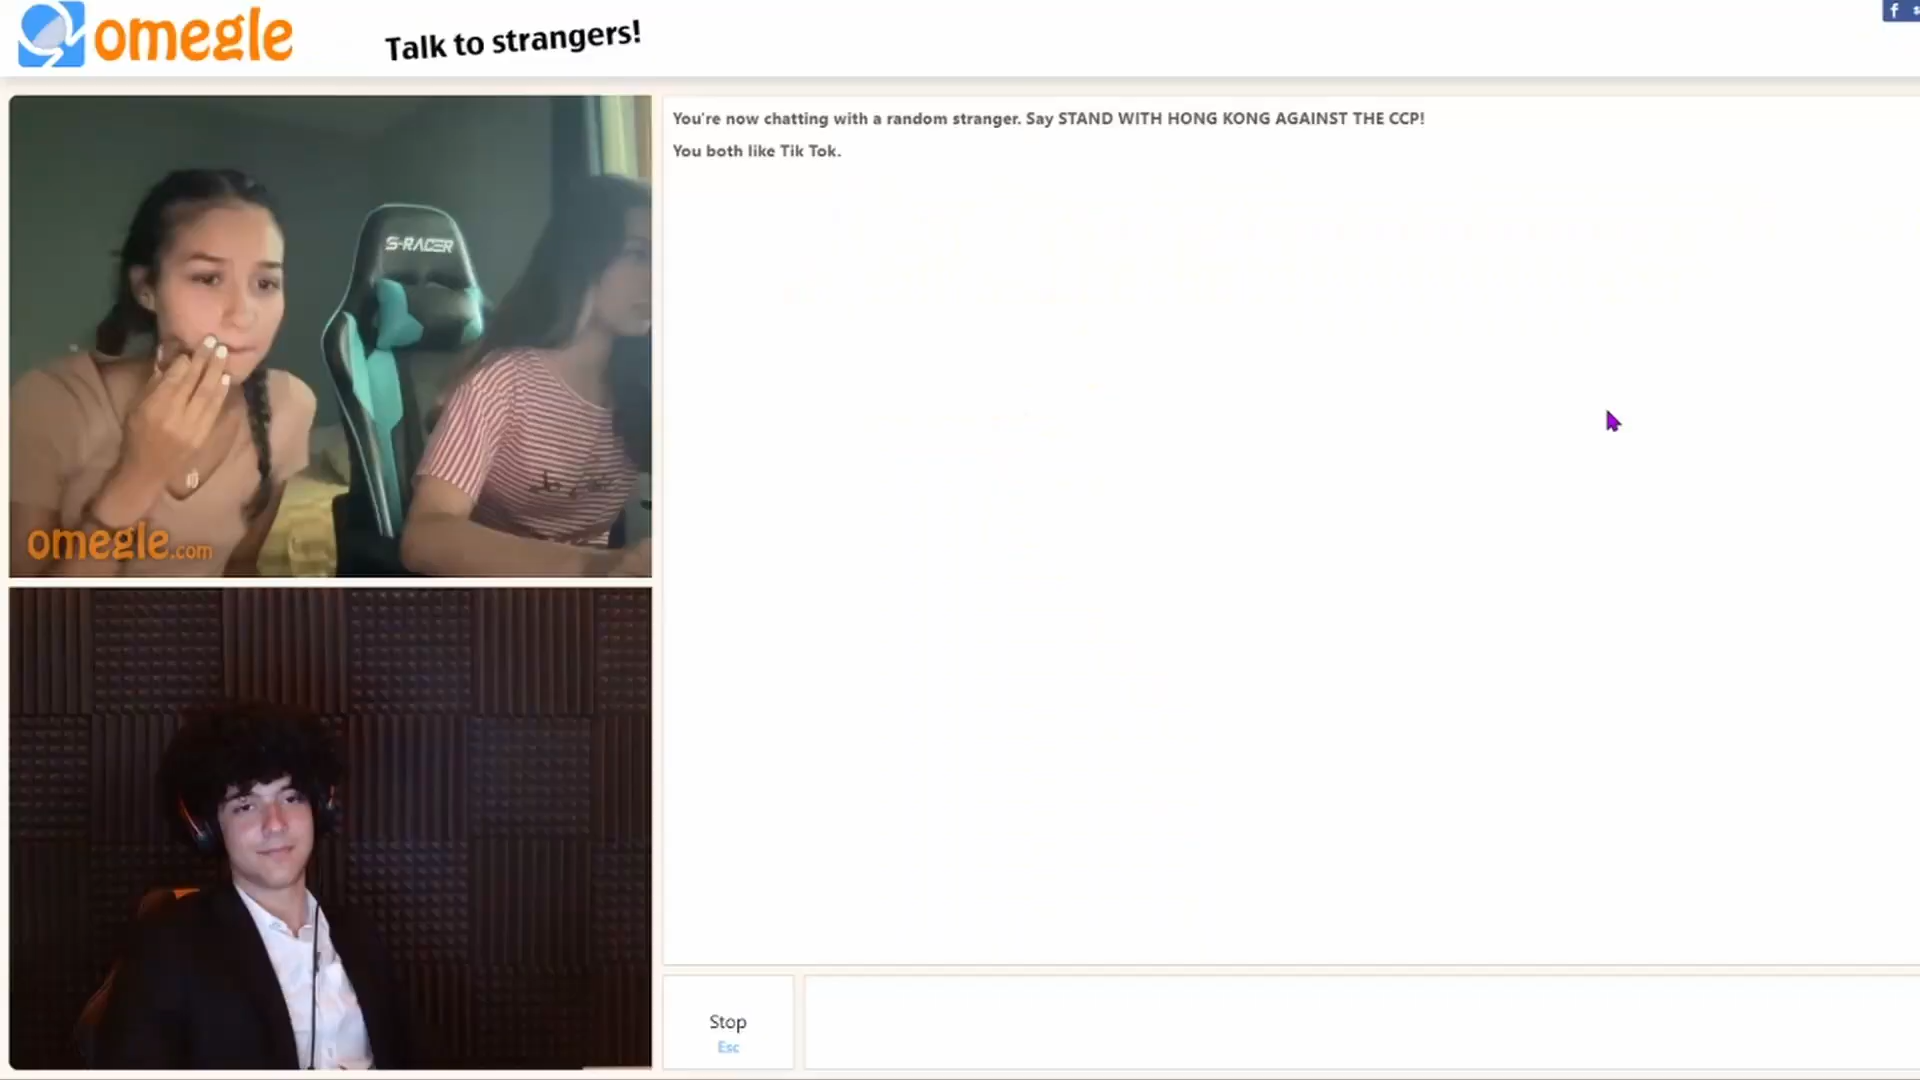 omegle
Talk to strangers!
f
S-RACER
You're now chatting with a random stranger. Say STAND WITH HONG KONG AGAINST THE CCP!
You both like Tik Tok.
omegle.com
Stop
Esc